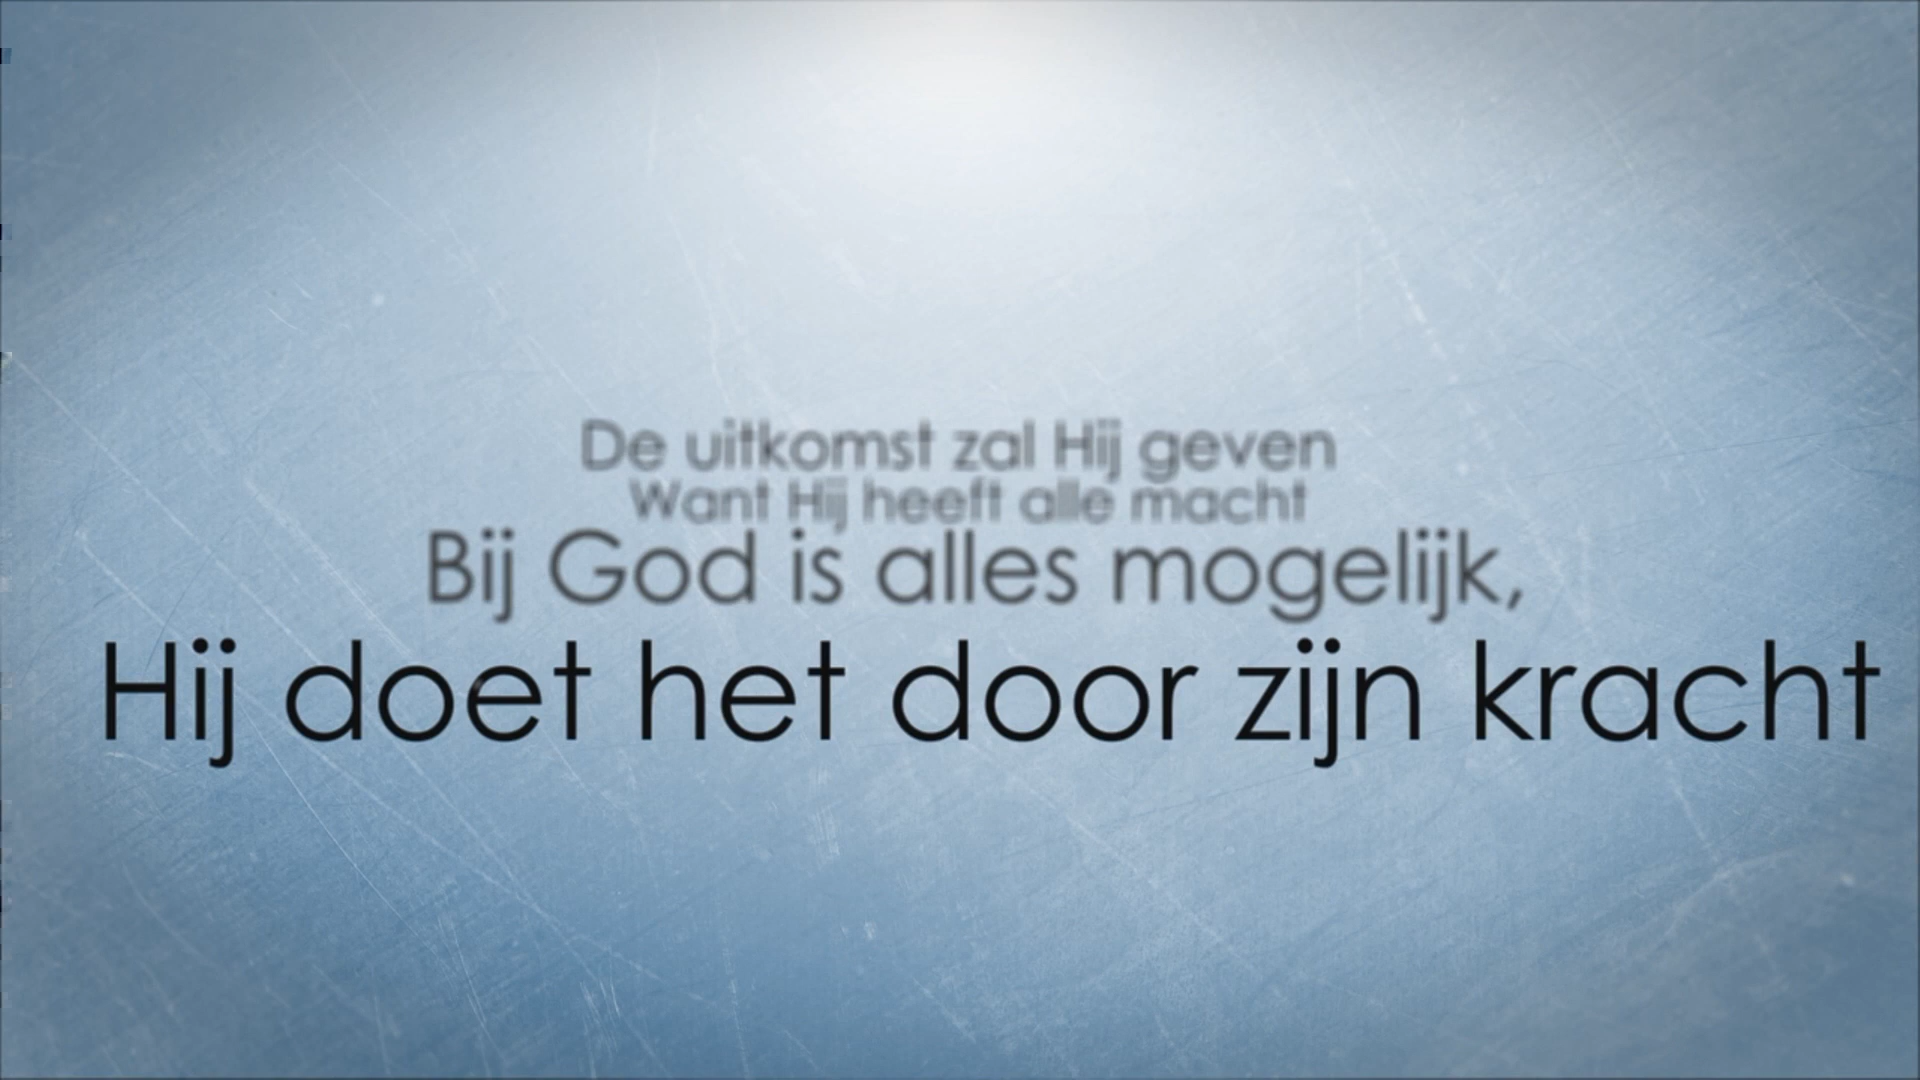 De uitkomst zal Hij geven
Want Hij heeft alle macht
Bij God is alles mogelijk,
Hij doet het door zijn kracht